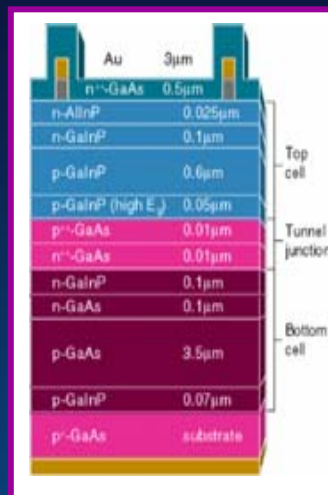 Au 3µm
n⁺⁺-GaAs 0.5µm
n-AlInP 0.025µm
n-GaInP 0.1µm
p-GaInP 0.6µm
p-GaInP (high Eg) 0.05µm
p⁺⁺-GaAs 0.01µm
n⁺⁺-GaAs 0.01µm
n-GaInP 0.1µm
n-GaAs 0.1µm
p-GaAs 3.5µm
p-GaInP 0.07µm
p⁺-GaAs substrate
Top
cell
Tunnel
junction
Bottom
cell